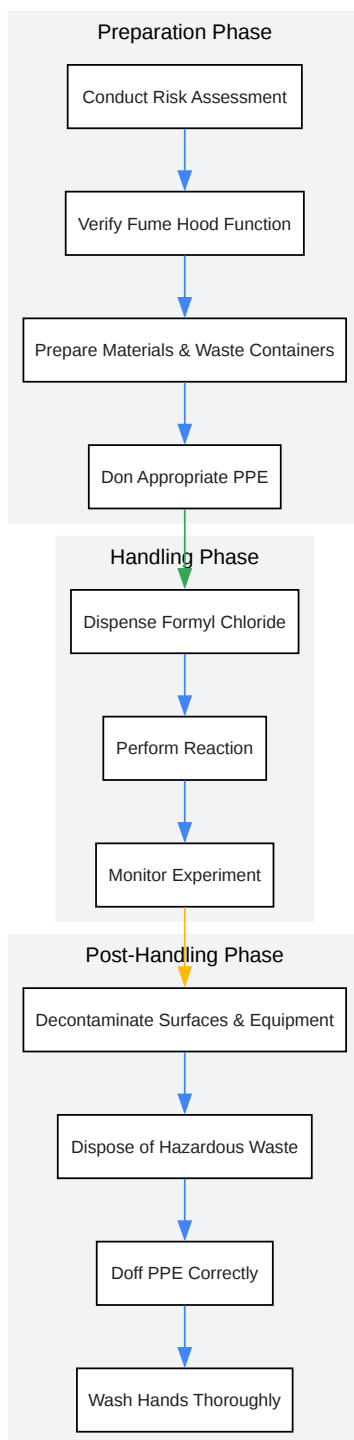 Preparation Phase
Conduct Risk Assessment
Verify Fume Hood Function
Prepare Materials & Waste Containers
Don Appropriate PPE
Handling Phase
Dispense Formyl Chloride
Perform Reaction
Monitor Experiment
Post-Handling Phase
Decontaminate Surfaces & Equipment
Dispose of Hazardous Waste
Doff PPE Correctly
Wash Hands Thoroughly